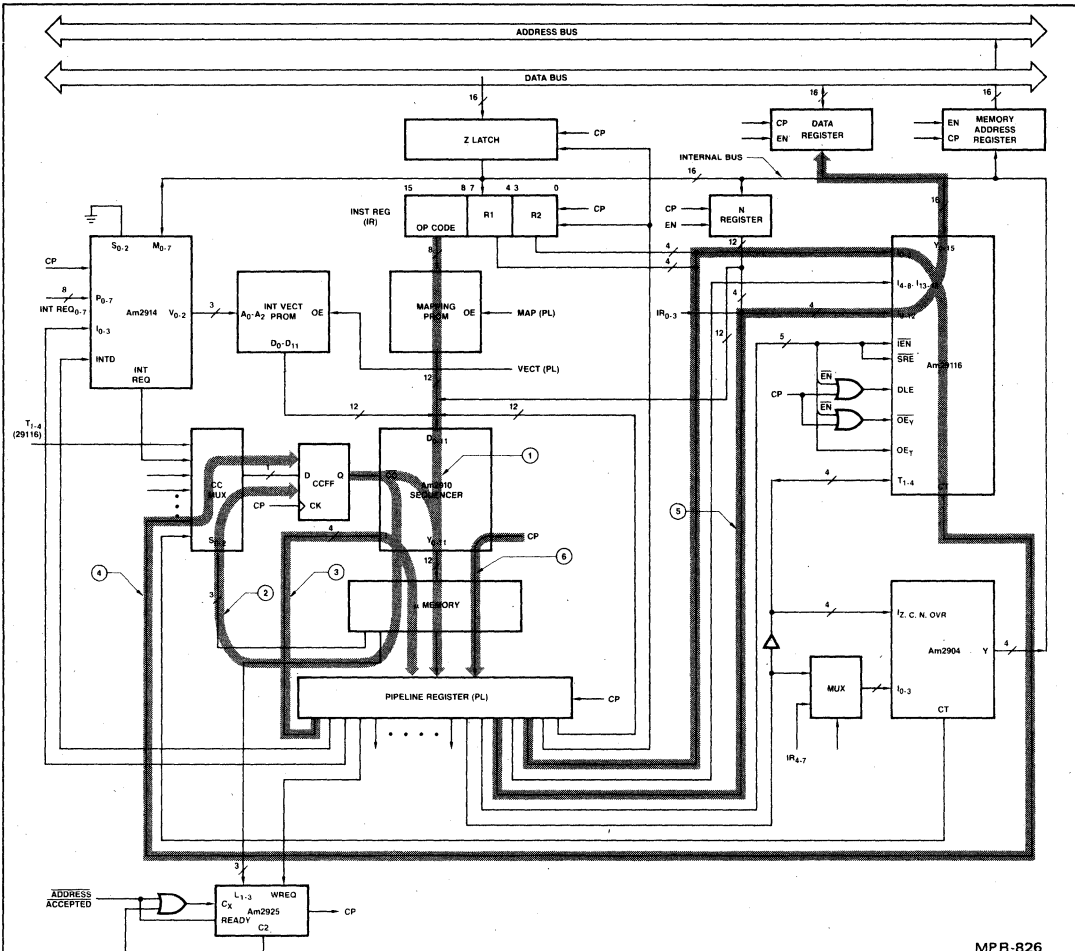 ADDRESS BUS
DATA BUS
16
16
16
Z LATCH
CP
CP
EN
DATA
REGISTER
EN
CP
MEMORY
ADDRESS
REGISTER
INTERNAL BUS
16
15
8 7
4 3
0
INST REG
(IR)
OP CODE
R1
R2
CP
CP
EN
N
REGISTER
16
S0-2
M0-7
8
4
4
12
Y0-15
CP
8
P0-7
INT REQ0-7
Am2914
V0-2
3
I0-3
INTD
INT
REQ
INT VECT
PROM
A0-A2
OE
D0-D11
MAPPING
PROM
OE
MAP (PL)
VECT (PL)
I4-8, I13-15
4
IR0-3
4
12
12
12
12
5
IEN
SRE
Am29116
EN
DLE
CP
EN
OEY
OET
4
T1-4
CT
T1-4
(29116)
CC
MUX
1
S0-2
D
CCFF
Q
CP
CK
CC
D0-11
Am2910
SEQUENCER
Y0-11
12
CP
1
4
5
6
4
3
2
3
μ MEMORY
PIPELINE REGISTER (PL)
CP
4
IZ, C, N, OVR
Am2904
Y
4
MUX
I0-3
CT
IR4-7
3
ADDRESS
ACCEPTED
L1-3
WREQ
CX
Am2925
READY
C2
CP
MPR-826